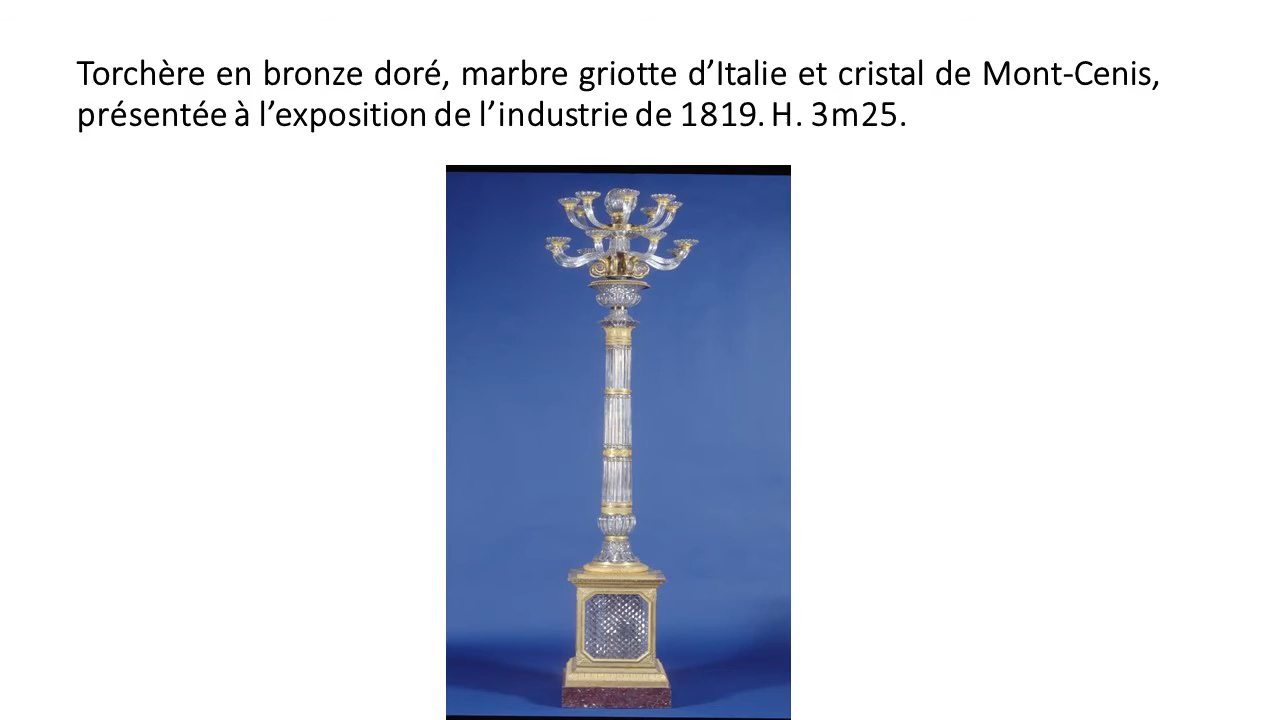 Torchère en bronze doré, marbre griotte d’Italie et cristal de Mont-Cenis,
présentée à l’exposition de l’industrie de 1819. H. 3m25.